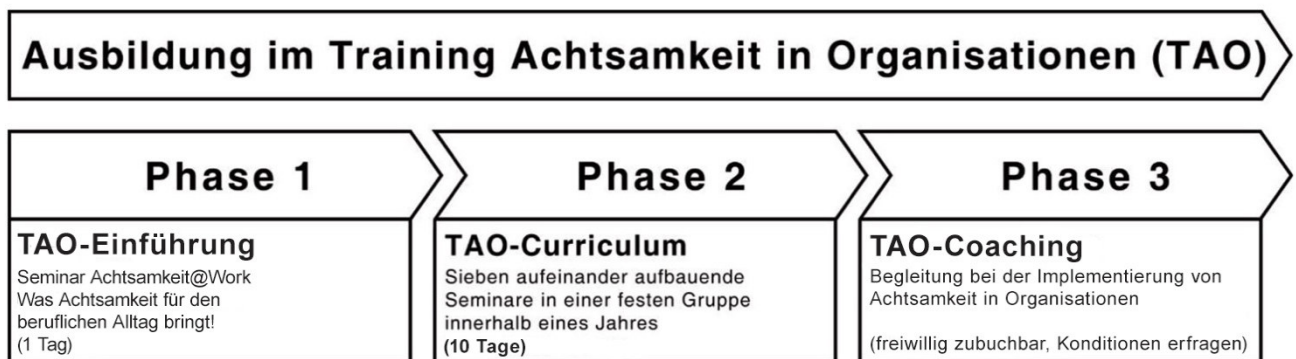 Ausbildung im Training Achtsamkeit in Organisationen (TAO)
Phase 1
TAO-Einführung
Seminar Achtsamkeit@Work
Was Achtsamkeit für den
beruflichen Alltag bringt!
(1 Tag)
Phase 2
TAO-Curriculum
Sieben aufeinander aufbauende
Seminare in einer festen Gruppe
innerhalb eines Jahres
(10 Tage)
Phase 3
TAO-Coaching
Begleitung bei der Implementierung von
Achtsamkeit in Organisationen
(freiwillig zubuchbar, Konditionen erfragen)